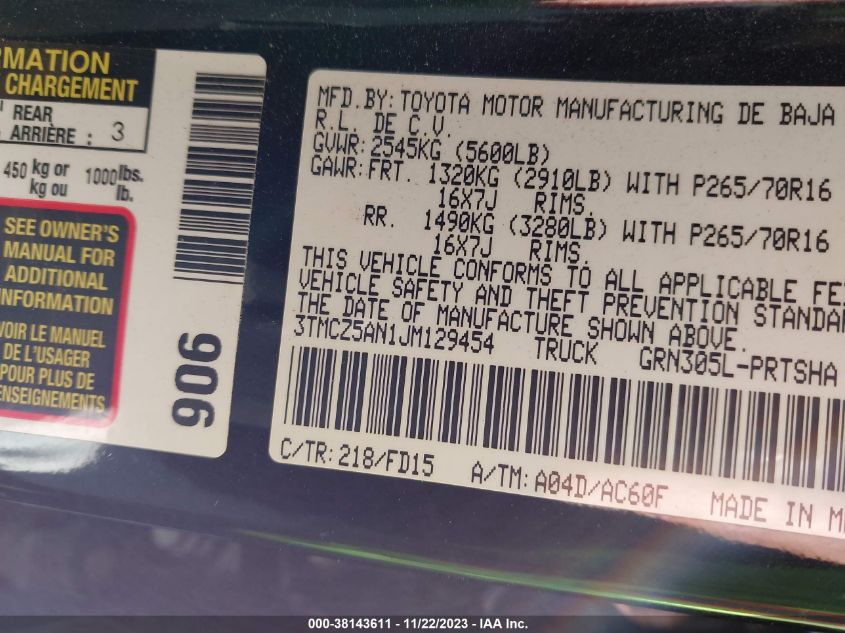 RMATION
CHARGEMENT
REAR
ARRIÈRE : 3
450 kg or 1000 lbs.
kg ou lb.
SEE OWNER'S
MANUAL FOR
ADDITIONAL
INFORMATION
VOIR LE MANUEL
DE L'USAGER
POUR PLUS DE
RENSEIGNEMENTS
906
MFD.BY:TOYOTA MOTOR MANUFACTURING DE BAJA
R.L. DE C.V.
GVWR:2545KG (5600LB)
GAWR:FRT. 1320KG (2910LB) WITH P265/70R16
16X7J RIMS.
RR. 1490KG (3280LB) WITH P265/70R16
16X7J RIMS.
THIS VEHICLE CONFORMS TO ALL APPLICABLE FE
VEHICLE SAFETY AND THEFT PREVENTION STANDAR
THE DATE OF MANUFACTURE SHOWN ABOVE.
3TMCZ5AN1JM129454 TRUCK GRN305L-PRTSHA
C/TR:218/FD15 A/TM:A04D/AC60F MADE IN M
000-38143611 - 11/22/2023 - IAA Inc.